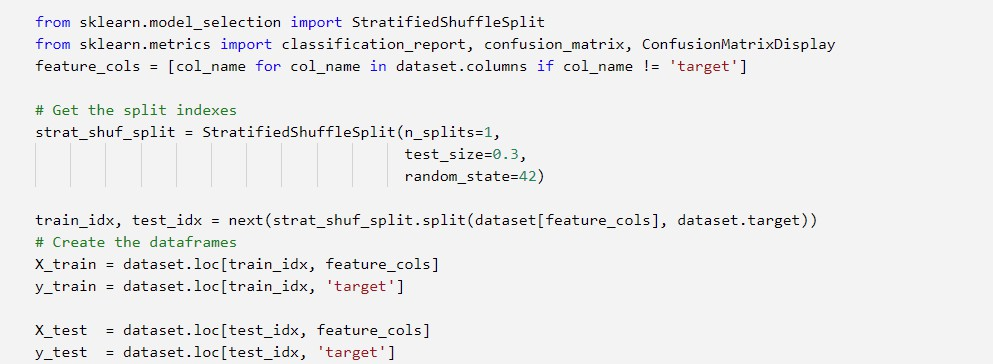 from sklearn.model_selection import StratifiedShuffleSplit
from sklearn.metrics import classification_report, confusion_matrix, ConfusionMatrixDisplay
feature_cols = [col_name for col_name in dataset.columns if col_name != 'target']
# Get the split indexes
strat_shuf_split = StratifiedShuffleSplit(n_splits=1,
test_size=0.3,
random_state=42)
train_idx, test_idx = next(strat_shuf_split.split(dataset[feature_cols], dataset.target))
# Create the dataframes
X_train = dataset.loc[train_idx, feature_cols]
y_train = dataset.loc[train_idx, 'target']
X_test  = dataset.loc[test_idx, feature_cols]
y_test  = dataset.loc[test_idx, 'target']